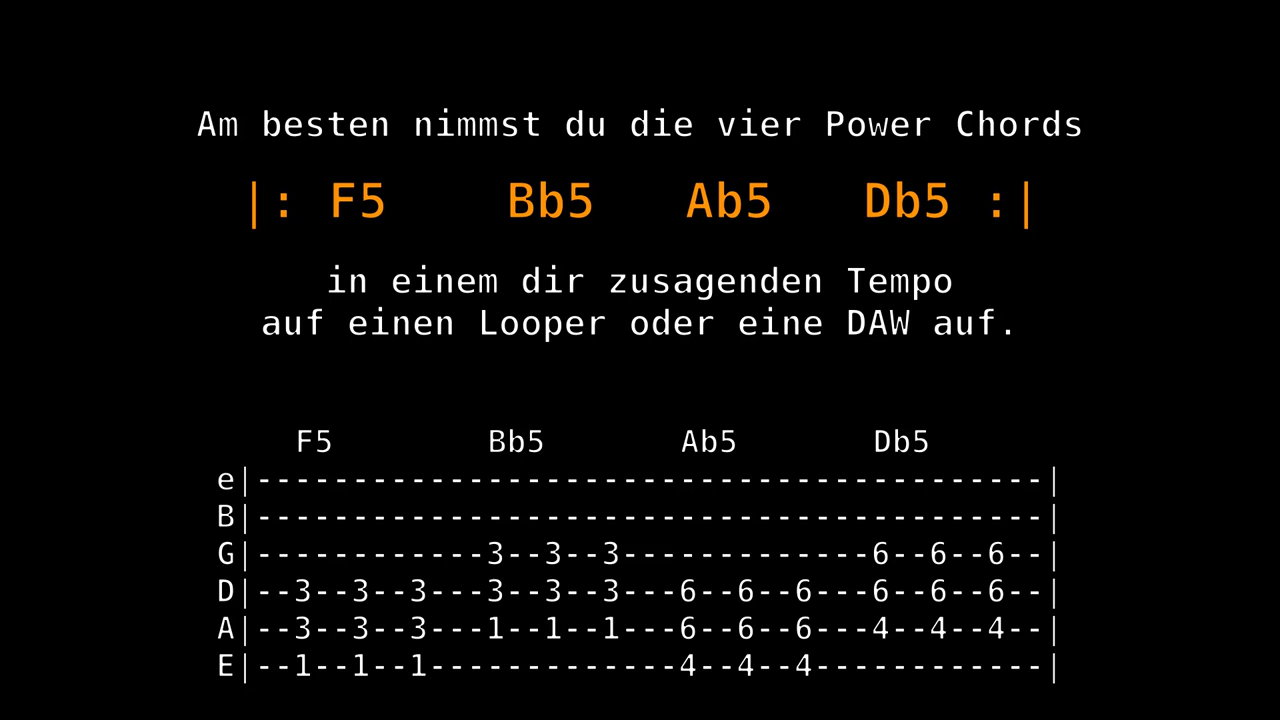 Am besten nimmst du die vier Power Chords
|: F5 Bb5 Ab5 Db5 :|
in einem dir zusagenden Tempo
auf einen Looper oder eine DAW auf.
F5 Bb5 Ab5 Db5
e|-----------------------------------------|
B|-----------------------------------------|
G|------------3--3--3-------------6--6--6--|
D|--3--3--3---3--3--3---6--6--6---6--6--6--|
A|--3--3--3---1--1--1---6--6--6---4--4--4--|
E|--1--1--1-------------4--4--4------------|